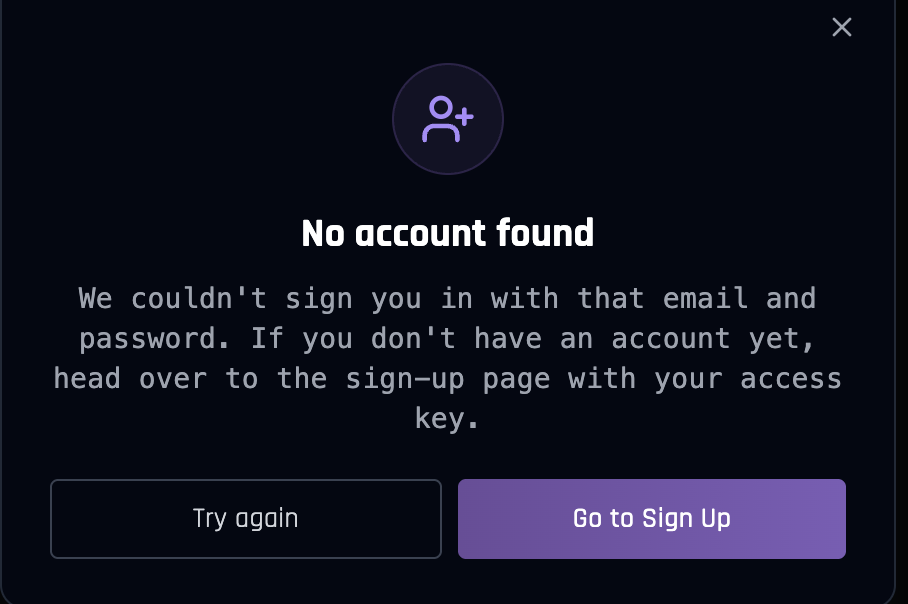 No account found
We couldn't sign you in with that email and
password. If you don't have an account yet,
head over to the sign-up page with your access
key.
Try again
Go to Sign Up